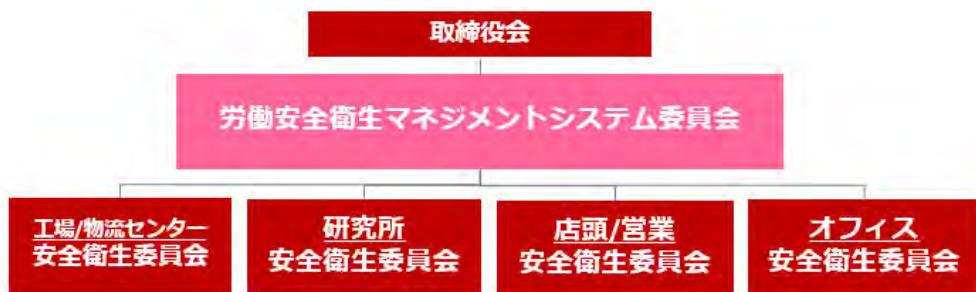 取締役会
労働安全衛生マネジメントシステム委員会
工場/物流センター
安全衛生委員会
研究所
安全衛生委員会
店頭/営業
安全衛生委員会
オフィス
安全衛生委員会